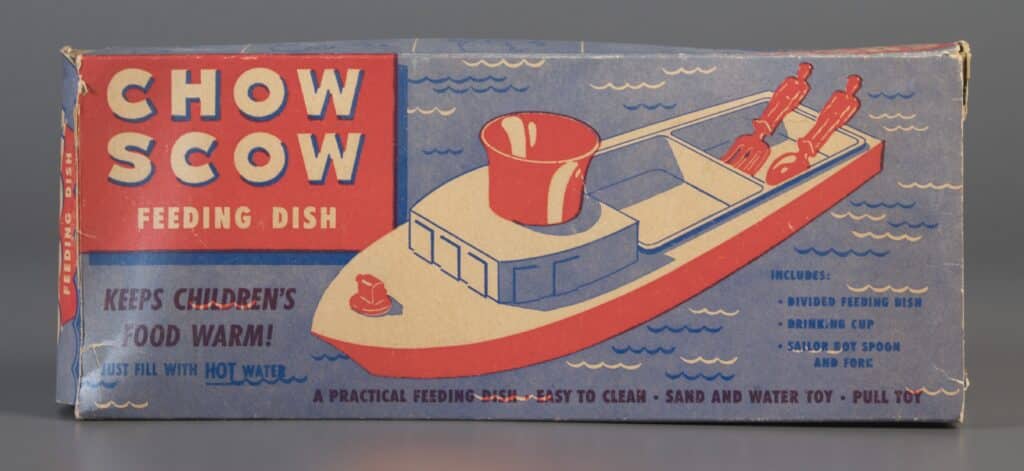 CHOW
SCOW
FEEDING DISH
FEEDING DISH
KEEPS CHILDREN'S
FOOD WARM!
JUST FILL WITH HOT WATER
INCLUDES:
• DIVIDED FEEDING DISH
• DRINKING CUP
• SAILOR BOY SPOON
AND FORK
A PRACTICAL FEEDING DISH • EASY TO CLEAN • SAND AND WATER TOY • PULL TOY